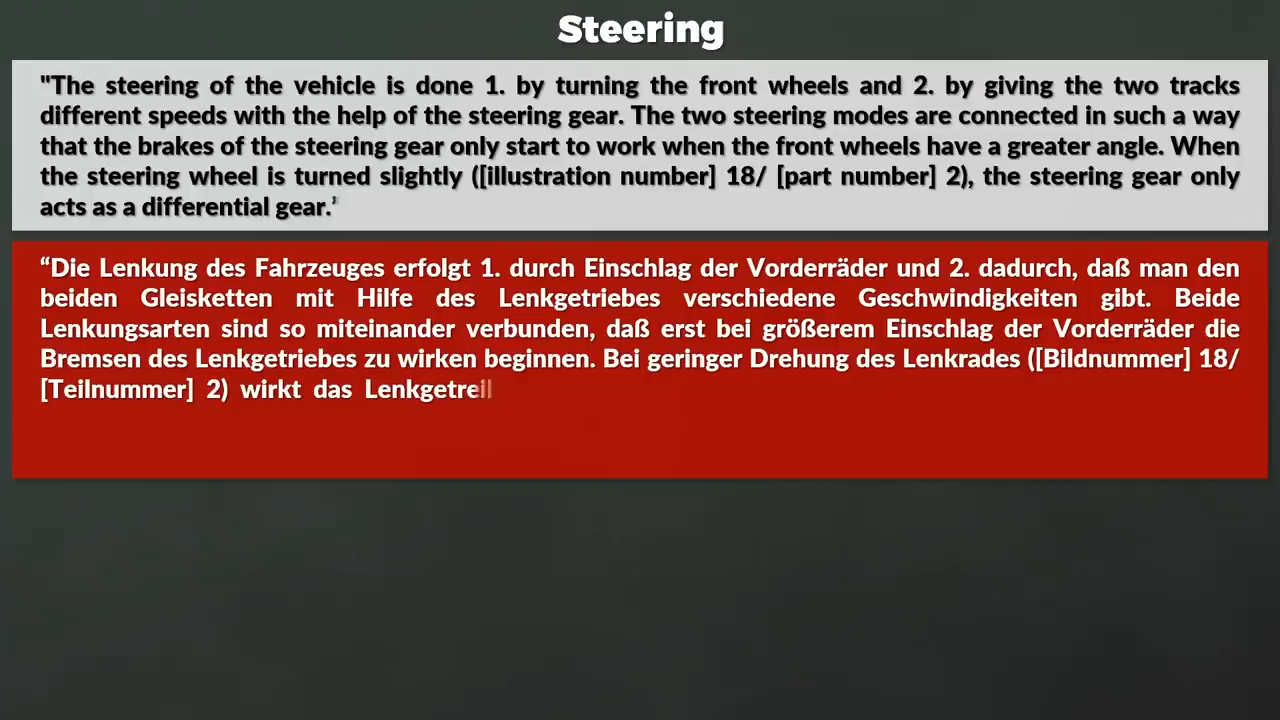 Steering
"The steering of the vehicle is done 1. by turning the front wheels and 2. by giving the two tracks
different speeds with the help of the steering gear. The two steering modes are connected in such a way
that the brakes of the steering gear only start to work when the front wheels have a greater angle. When
the steering wheel is turned slightly ([illustration number] 18/ [part number] 2), the steering gear only
acts as a differential gear.'
“Die Lenkung des Fahrzeuges erfolgt 1. durch Einschlag der Vorderräder und 2. dadurch, daß man den
beiden Gleisketten mit Hilfe des Lenkgetriebes verschiedene Geschwindigkeiten gibt. Beide
Lenkungsarten sind so miteinander verbunden, daß erst bei größerem Einschlag der Vorderräder die
Bremsen des Lenkgetriebes zu wirken beginnen. Bei geringer Drehung des Lenkrades ([Bildnummer] 18/
[Teilnummer] 2) wirkt das